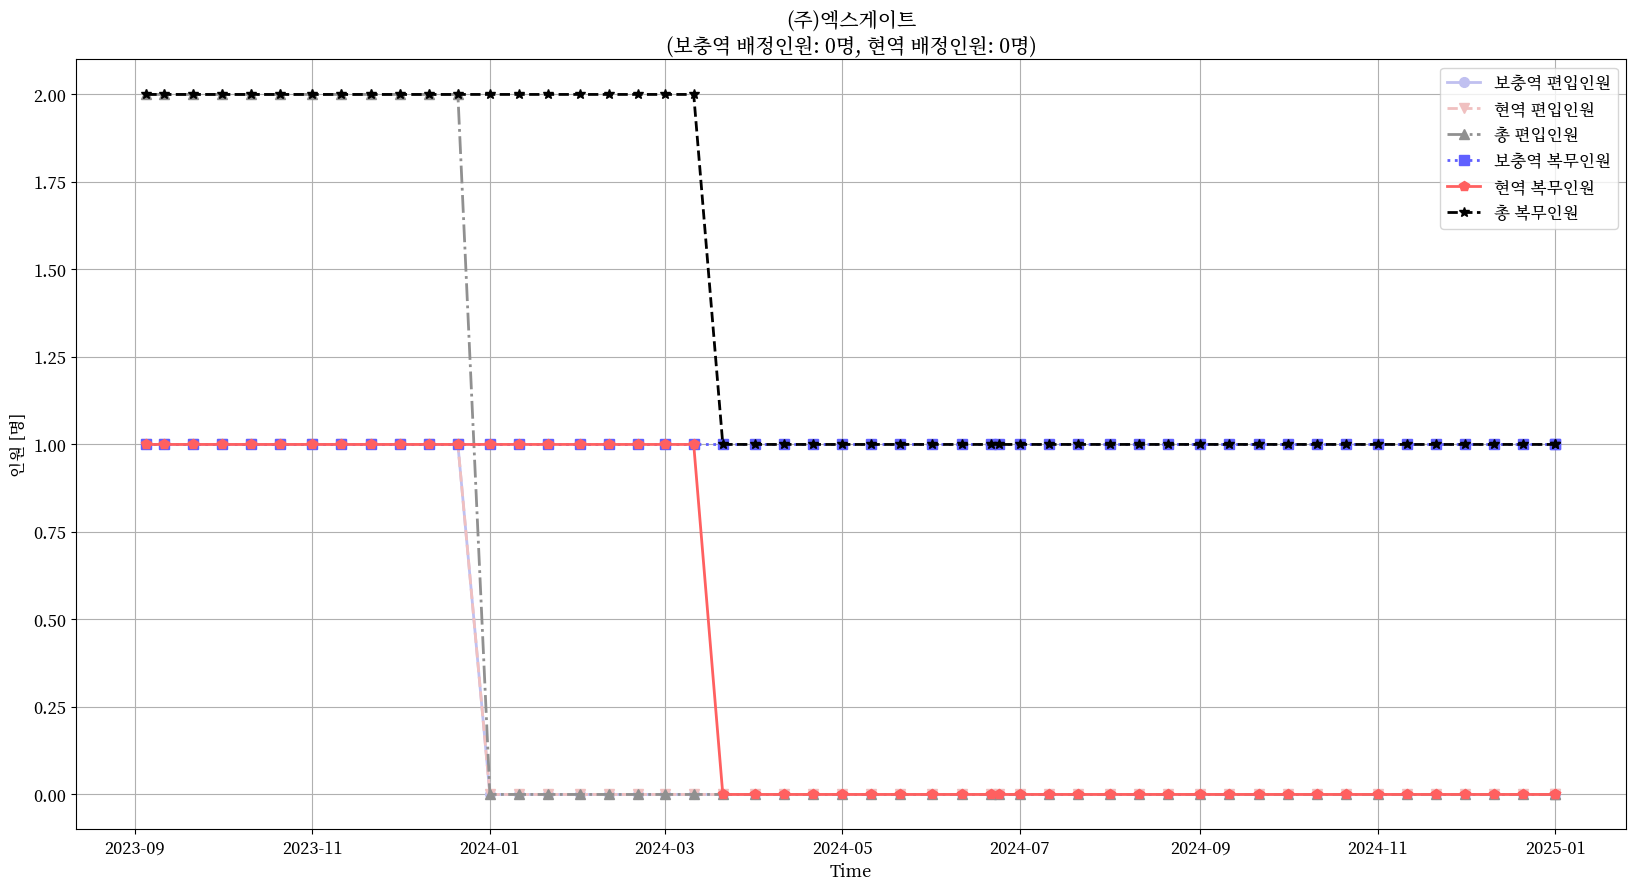 (주)엑스게이트
(보충역 배정인원: 0명, 현역 배정인원: 0명)
보충역 편입인원
현역 편입인원
총 편입인원
보충역 복무인원
현역 복무인원
총 복무인원
2.00
1.75
1.50
1.25
1.00
0.75
0.50
0.25
0.00
인원 [명]
2023-09
2023-11
2024-01
2024-03
2024-05
2024-07
2024-09
2024-11
2025-01
Time